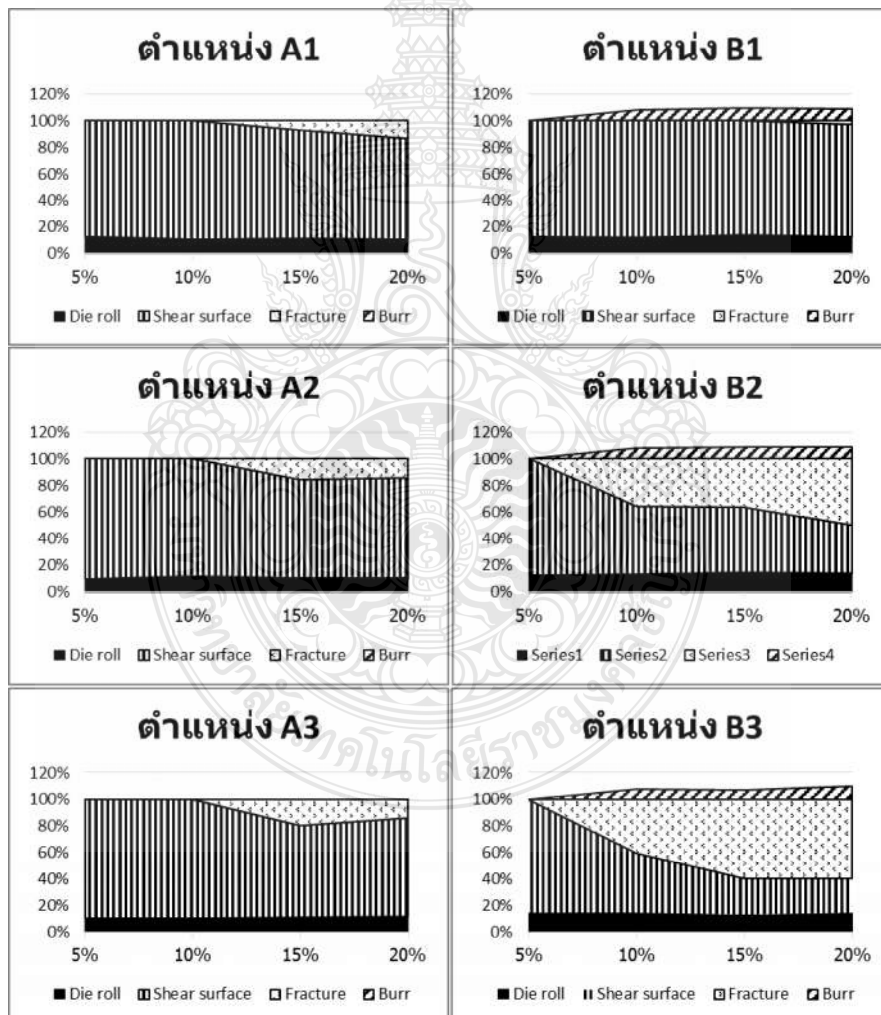 ตำแหน่ง A1
120%
100%
80%
60%
40%
20%
0%
5% 10% 15% 20%
Die roll Shear surface Fracture Burr
ตำแหน่ง B1
120%
100%
80%
60%
40%
20%
0%
5% 10% 15% 20%
Die roll Shear surface Fracture Burr
ตำแหน่ง A2
120%
100%
80%
60%
40%
20%
0%
5% 10% 15% 20%
Die roll Shear surface Fracture Burr
ตำแหน่ง B2
120%
100%
80%
60%
40%
20%
0%
5% 10% 15% 20%
Series1 Series2 Series3 Series4
ตำแหน่ง A3
120%
100%
80%
60%
40%
20%
0%
5% 10% 15% 20%
Die roll Shear surface Fracture Burr
ตำแหน่ง B3
120%
100%
80%
60%
40%
20%
0%
5% 10% 15% 20%
Die roll Shear surface Fracture Burr